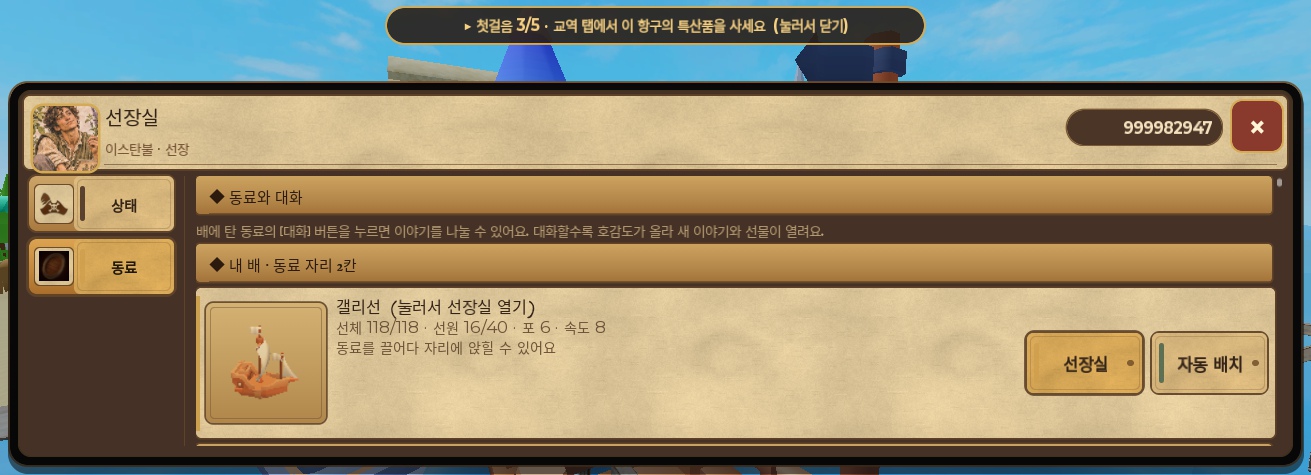 ▸ 첫걸음 3/5 · 교역 탭에서 이 항구의 특산품을 사세요 (눌러서 닫기)
선장실
이스탄불 · 선장
999982947
×
상태
동료
◆ 동료와 대화
배에 탄 동료의 [대화] 버튼을 누르면 이야기를 나눌 수 있어요. 대화할수록 호감도가 올라 새 이야기와 선물이 열려요.
◆ 내 배 · 동료 자리 2칸
갤리선 (눌러서 선장실 열기)
선체 118/118 · 선원 16/40 · 포 6 · 속도 8
동료를 끌어다 자리에 앉힐 수 있어요
선장실
자동 배치